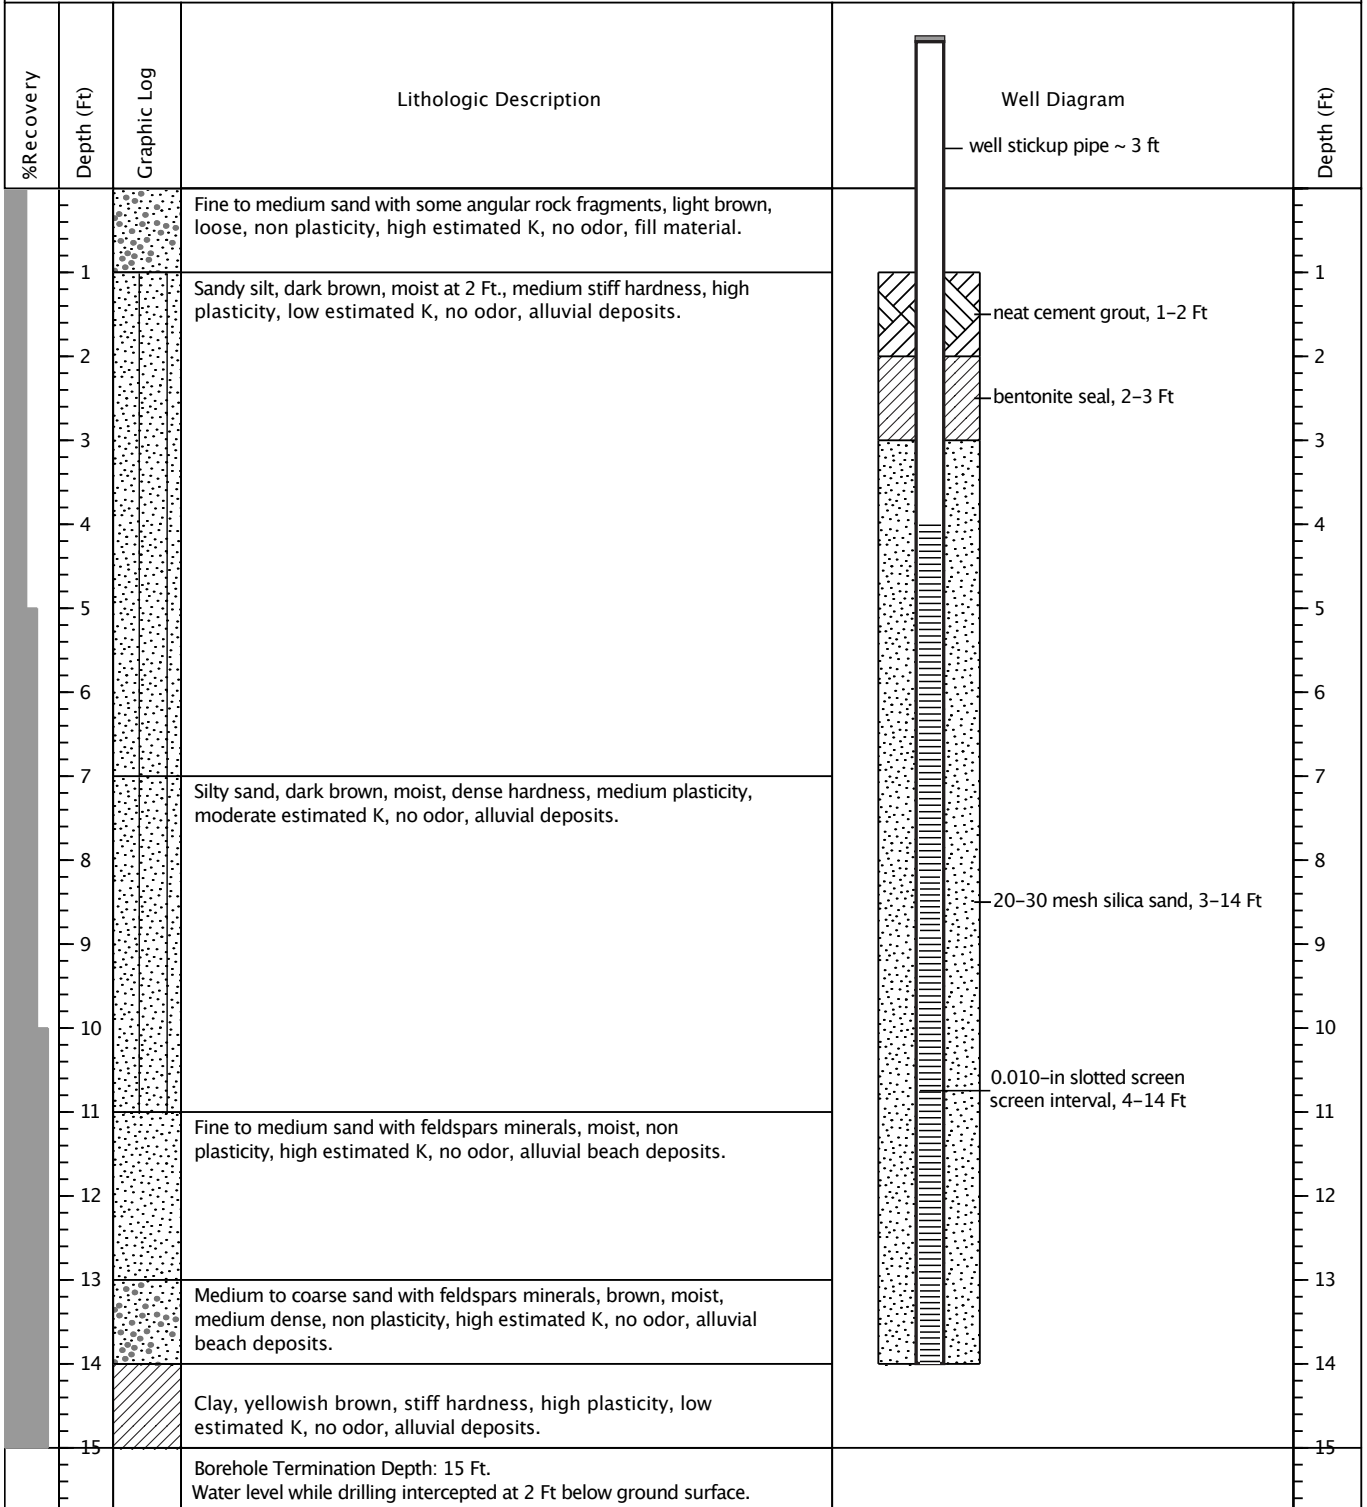 %Recovery
Depth (Ft)
Graphic Log
Lithologic Description
Well Diagram
Depth (Ft)
well stickup pipe ~ 3 ft
Fine to medium sand with some angular rock fragments, light brown,
loose, non plasticity, high estimated K, no odor, fill material.
1
1
Sandy silt, dark brown, moist at 2 Ft., medium stiff hardness, high
plasticity, low estimated K, no odor, alluvial deposits.
neat cement grout, 1–2 Ft
2
2
bentonite seal, 2–3 Ft
3
3
4
4
5
5
6
6
7
7
Silty sand, dark brown, moist, dense hardness, medium plasticity,
moderate estimated K, no odor, alluvial deposits.
8
8
20–30 mesh silica sand, 3–14 Ft
9
9
10
10
0.010–in slotted screen
screen interval, 4–14 Ft
11
11
Fine to medium sand with feldspars minerals, moist, non
plasticity, high estimated K, no odor, alluvial beach deposits.
12
12
13
13
Medium to coarse sand with feldspars minerals, brown, moist,
medium dense, non plasticity, high estimated K, no odor, alluvial
beach deposits.
14
14
Clay, yellowish brown, stiff hardness, high plasticity, low
estimated K, no odor, alluvial deposits.
15
15
Borehole Termination Depth: 15 Ft.
Water level while drilling intercepted at 2 Ft below ground surface.